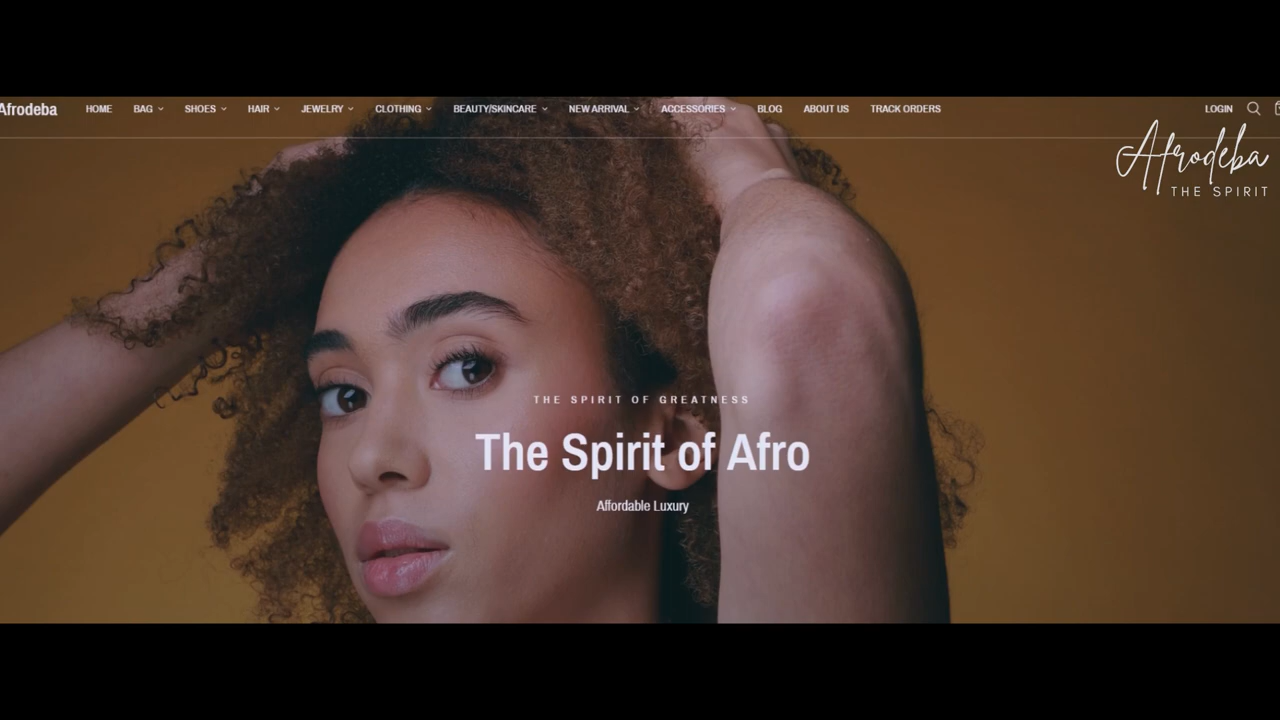 Afrodeba HOME BAG SHOES HAIR JEWELRY CLOTHING BEAUTY/SKINCARE NEW ARRIVAL ACCESSORIES BLOG ABOUT US TRACK ORDERS LOGIN
Afrodeba
THE SPIRIT
THE SPIRIT OF GREATNESS
The Spirit of Afro
Affordable Luxury